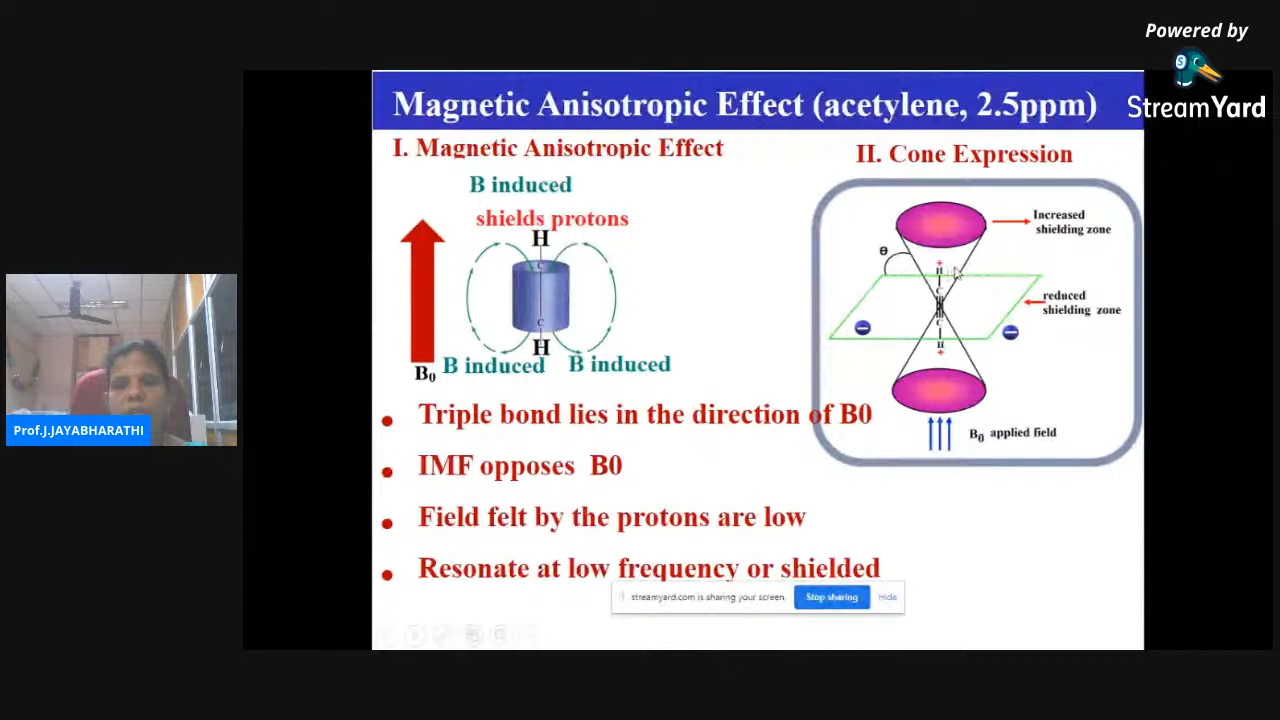 Powered by
StreamYard
Magnetic Anisotropic Effect (acetylene, 2.5ppm)
I. Magnetic Anisotropic Effect
B induced
shields protons
H
C
C
H
B0
B induced
B induced
II. Cone Expression
Increased
shielding zone
θ
+
H
C
C
H
+
reduced
shielding zone
B0 applied field
• Triple bond lies in the direction of B0
• IMF opposes B0
• Field felt by the protons are low
• Resonate at low frequency or shielded
streamyard.com is sharing your screen.
Stop sharing
Hide
Prof.J.JAYABHARATHI